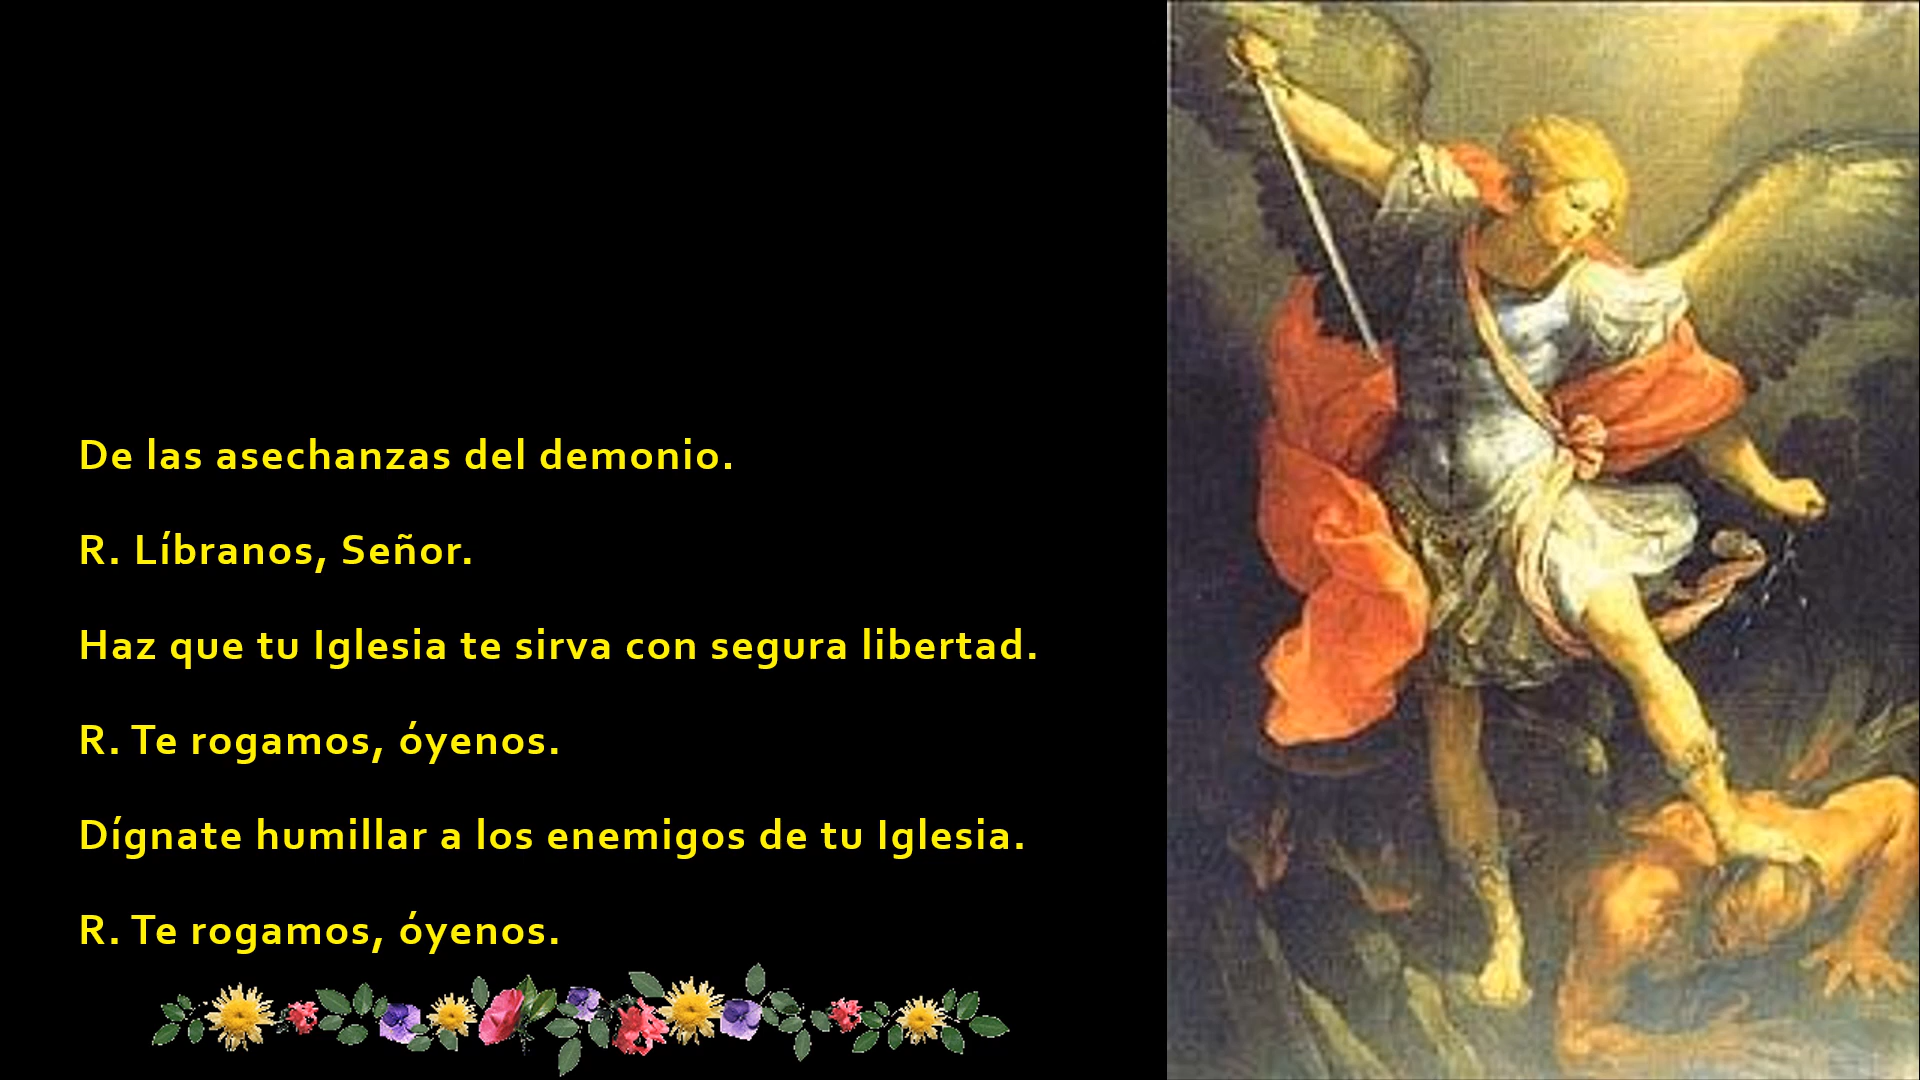 De las asechanzas del demonio.
R. Líbranos, Señor.
Haz que tu Iglesia te sirva con segura libertad.
R. Te rogamos, óyenos.
Dígnate humillar a los enemigos de tu Iglesia.
R. Te rogamos, óyenos.